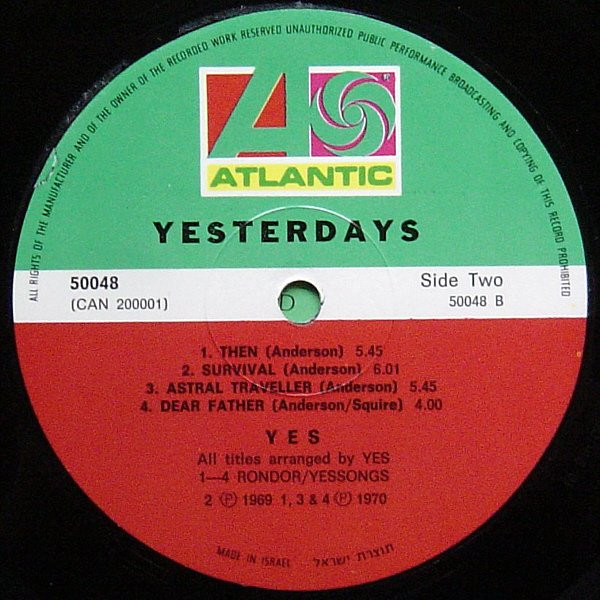 ALL RIGHTS OF THE MANUFACTURER AND OF THE OWNER OF THE RECORDED WORK RESERVED UNAUTHORIZED PUBLIC PERFORMANCE BROADCASTING AND COPYING OF THIS RECORD PROHIBITED
A
®
ATLANTIC
YESTERDAYS
50048
Side Two
(CAN 200001)
50048 B
D
1. THEN (Anderson) 5.45
2. SURVIVAL (Anderson) 6.01
3. ASTRAL TRAVELLER (Anderson) 5.45
4. DEAR FATHER (Anderson/Squire) 4.00
YES
All titles arranged by YES
1—4 RONDOR/YESSONGS
2 ℗ 1969 1, 3 & 4 ℗ 1970
MADE IN ISRAEL תוצרת ישראל